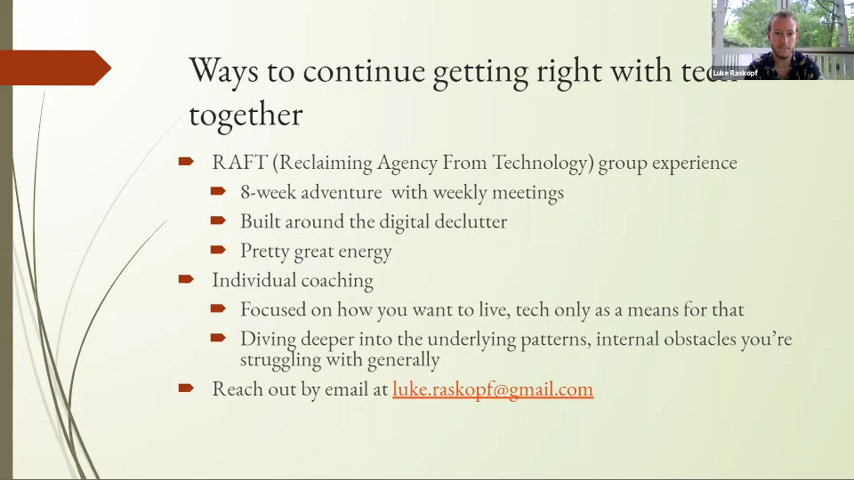 Ways to continue getting right with tech
together
Luke Raskopf
RAFT (Reclaiming Agency From Technology) group experience
8-week adventure with weekly meetings
Built around the digital declutter
Pretty great energy
Individual coaching
Focused on how you want to live, tech only as a means for that
Diving deeper into the underlying patterns, internal obstacles you’re
struggling with generally
Reach out by email at luke.raskopf@gmail.com